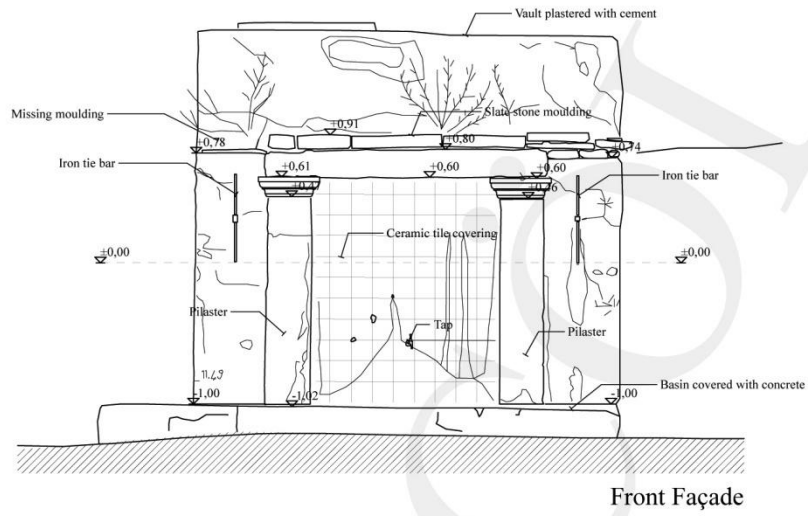 Vault plastered with cement
Missing moulding
+0,91
Slate stone moulding
+0,78
+0,80
+0,74
Iron tie bar
+0,61
+0,60
+0,60
Iron tie bar
Ceramic tile covering
+0,00
+0,00
Pilaster
Tap
Pilaster
11.49
-1,00
-1,02
-1,00
Basin covered with concrete
Front Façade